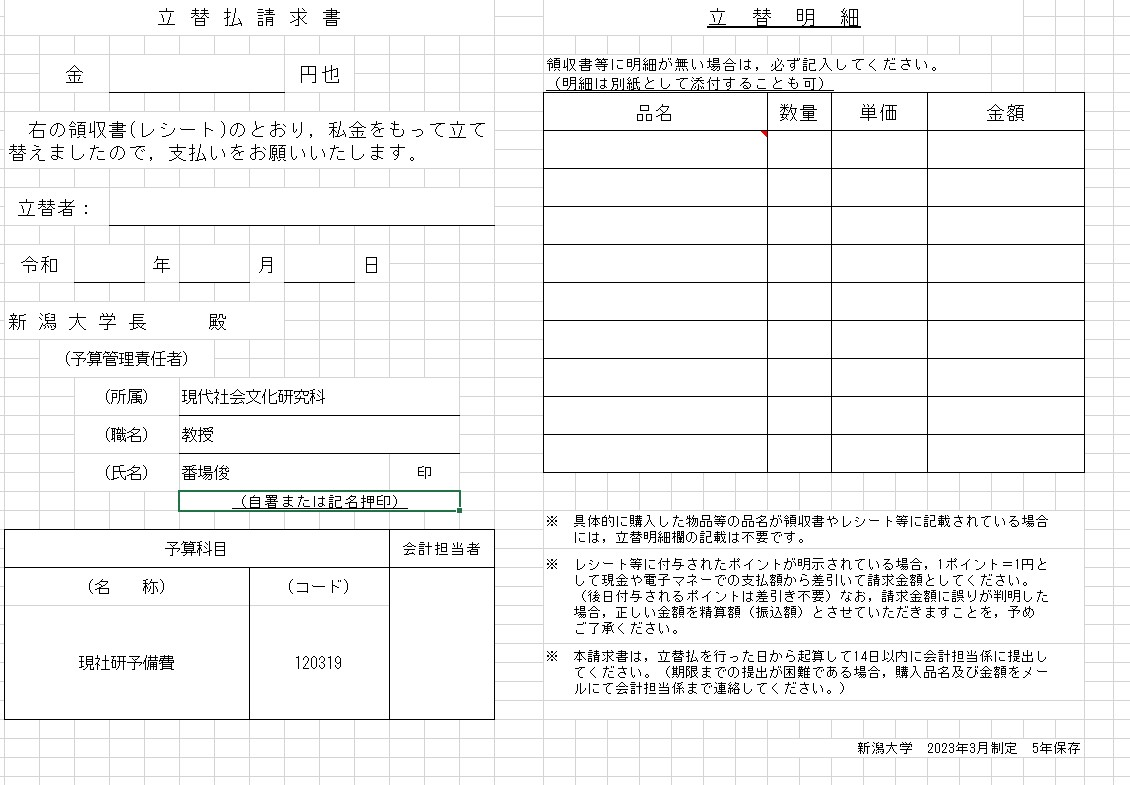 立替払請求書
金　円也
右の領収書(レシート)のとおり，私金をもって立て
替えましたので，支払いをお願いいたします。
立替者：
令和　年　月　日
新潟大学長　殿
(予算管理責任者)
(所属)　現代社会文化研究科
(職名)　教授
(氏名)　番場俊　印
(自署または記名押印)
予算科目　会計担当者
(名　称)　(コード)
現社研予備費　120319
立　替　明　細
領収書等に明細が無い場合は，必ず記入してください。
(明細は別紙として添付することも可)
品名　数量　単価　金額
※　具体的に購入した物品等の品名が領収書やレシート等に記載されている場合
には，立替明細欄の記載は不要です。
※　レシート等に付与されたポイントが明示されている場合，1ポイント＝1円と
して現金や電子マネーでの支払額から差引いて請求金額としてください。
(後日付与されるポイントは差引き不要) なお，請求金額に誤りが判明した
場合，正しい金額を精算額（振込額）とさせていただきますことを，予め
ご了承ください。
※　本請求書は，立替払を行った日から起算して14日以内に会計担当係に提出し
てください。(期限までの提出が困難である場合，購入品名及び金額をメー
ルにて会計担当係まで連絡してください。)
新潟大学　2023年3月制定　5年保存